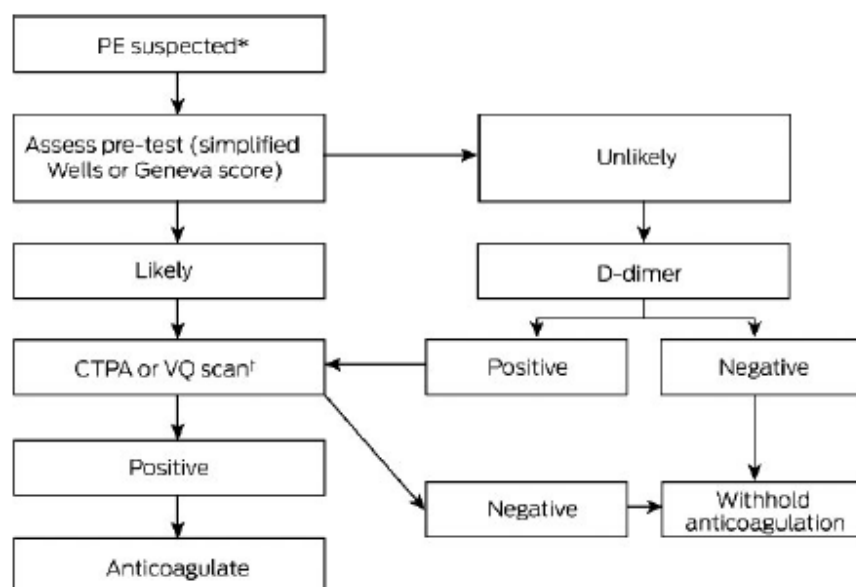 PE suspected*
Assess pre-test (simplified
Wells or Geneva score)
Unlikely
Likely
D-dimer
CTPA or VQ scan†
Positive
Negative
Positive
Negative
Withhold
anticoagulation
Anticoagulate